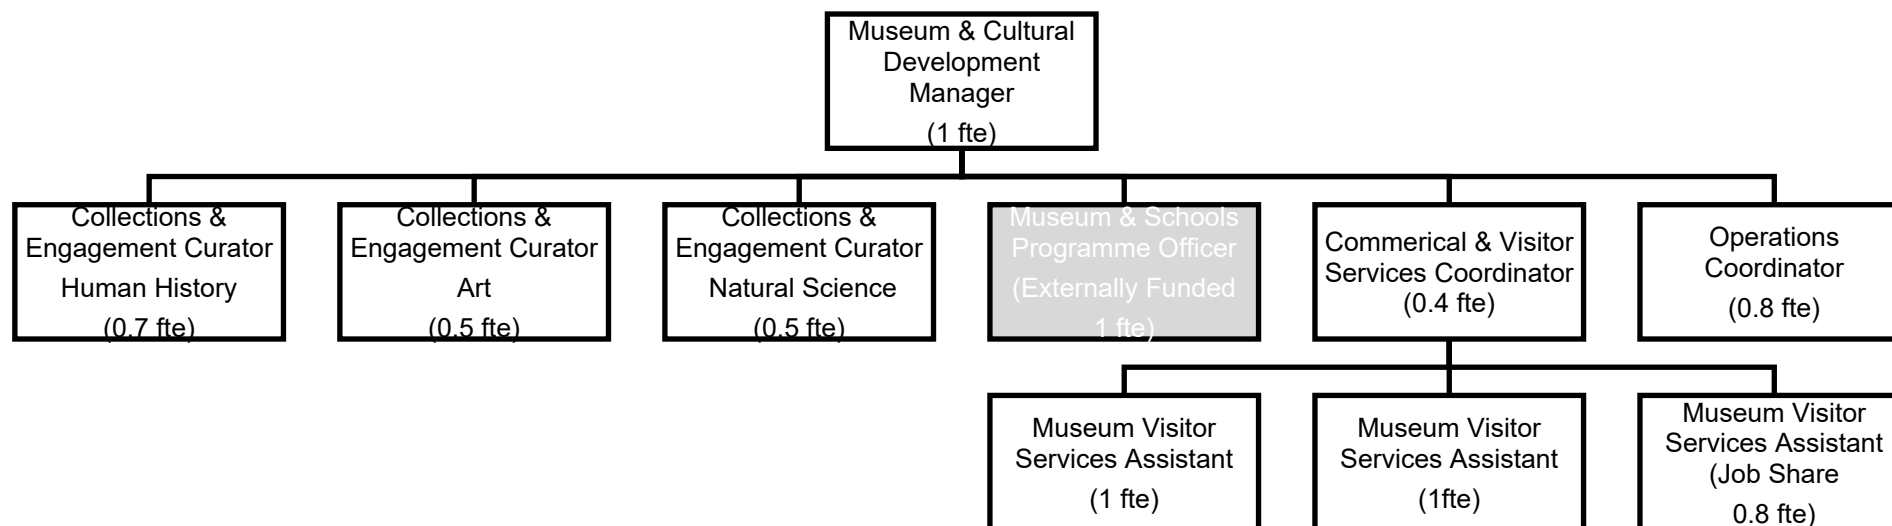 Museum & Cultural
Development
Manager
(1 fte)
Collections &
Engagement Curator
Human History
(0.7 fte)
Collections &
Engagement Curator
Art
(0.5 fte)
Collections &
Engagement Curator
Natural Science
(0.5 fte)
Museum & Schools
Programme Officer
(Externally Funded
1 fte)
Commerical & Visitor
Services Coordinator
(0.4 fte)
Operations
Coordinator
(0.8 fte)
Museum Visitor
Services Assistant
(1 fte)
Museum Visitor
Services Assistant
(1fte)
Museum Visitor
Services Assistant
(Job Share
0.8 fte)